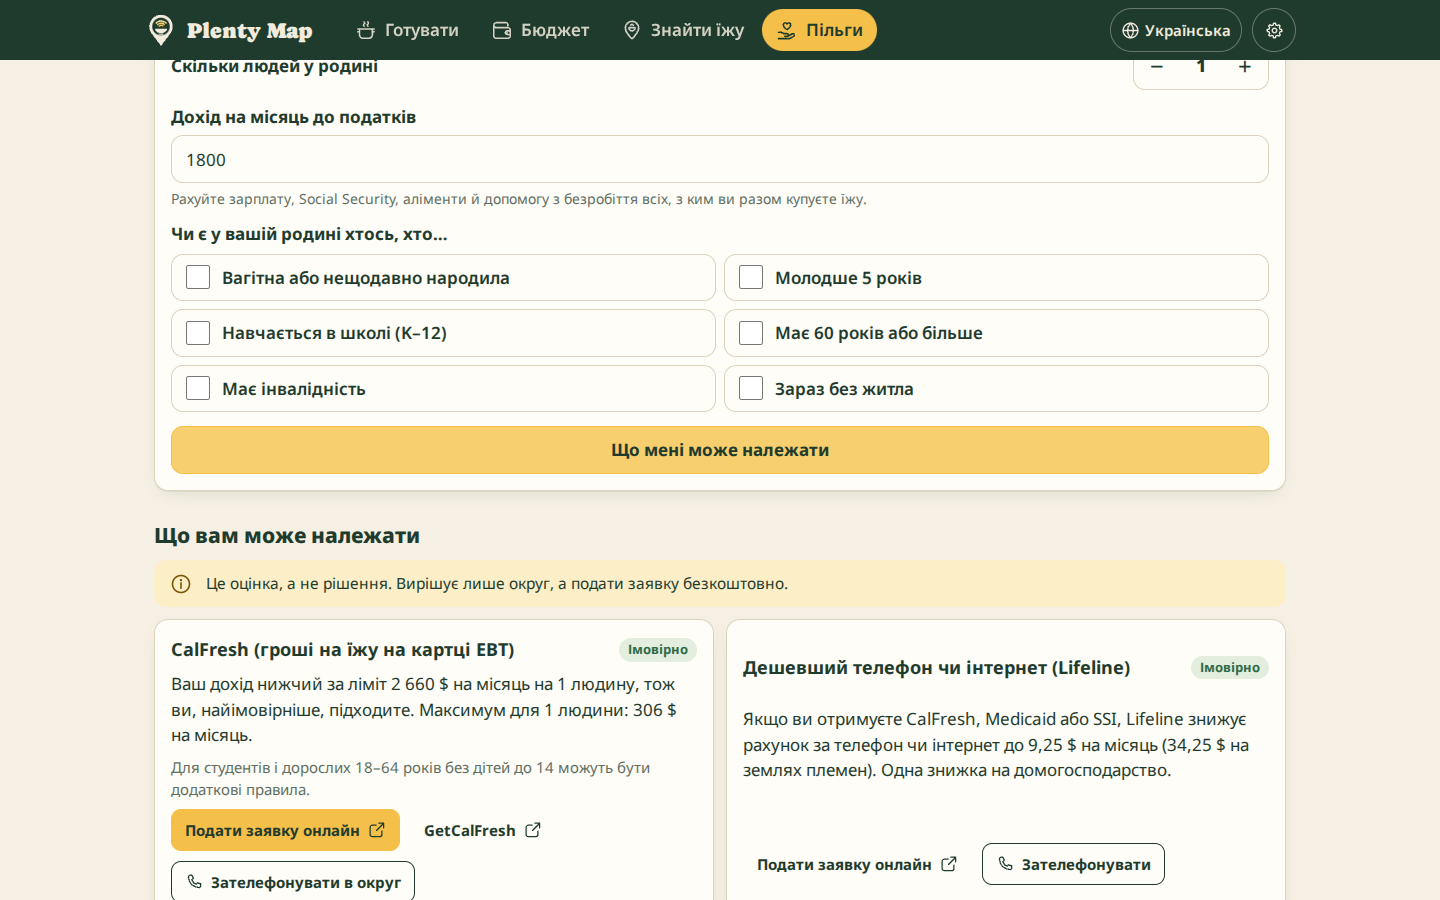 Plenty Map
Готувати
Бюджет
Знайти їжу
Пільги
Українська
Скільки людей у родині
− 1 +
Дохід на місяць до податків
1800
Рахуйте зарплату, Social Security, аліменти й допомогу з безробіття всіх, з ким ви разом купуєте їжу.
Чи є у вашій родині хтось, хто…
Вагітна або нещодавно народила
Молодше 5 років
Навчається в школі (K–12)
Має 60 років або більше
Має інвалідність
Зараз без житла
Що мені може належати
Що вам може належати
Це оцінка, а не рішення. Вирішує лише округ, а подати заявку безкоштовно.
CalFresh (гроші на їжу на картці EBT)
Імовірно
Ваш дохід нижчий за ліміт 2 660 $ на місяць на 1 людину, тож
ви, найімовірніше, підходите. Максимум для 1 людини: 306 $
на місяць.
Для студентів і дорослих 18–64 років без дітей до 14 можуть бути
додаткові правила.
Подати заявку онлайн
GetCalFresh
Зателефонувати в округ
Дешевший телефон чи інтернет (Lifeline)
Імовірно
Якщо ви отримуєте CalFresh, Medicaid або SSI, Lifeline знижує
рахунок за телефон чи інтернет до 9,25 $ на місяць (34,25 $ на
землях племен). Одна знижка на домогосподарство.
Подати заявку онлайн
Зателефонувати